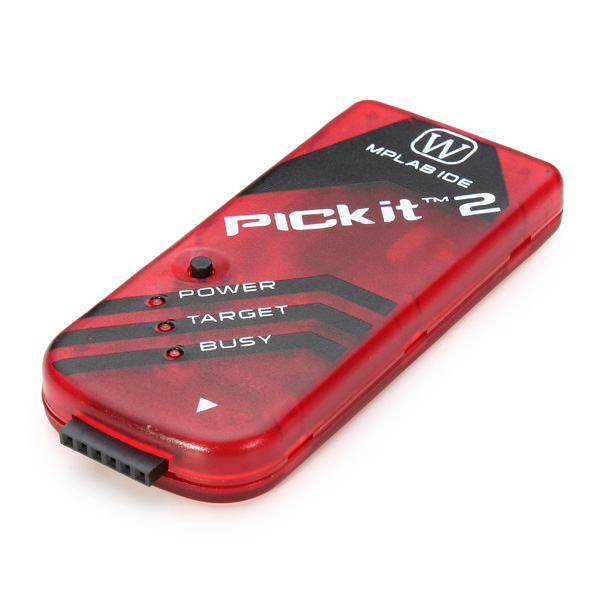 W
MPLAB IDE
PICkit™ 2
POWER
TARGET
BUSY